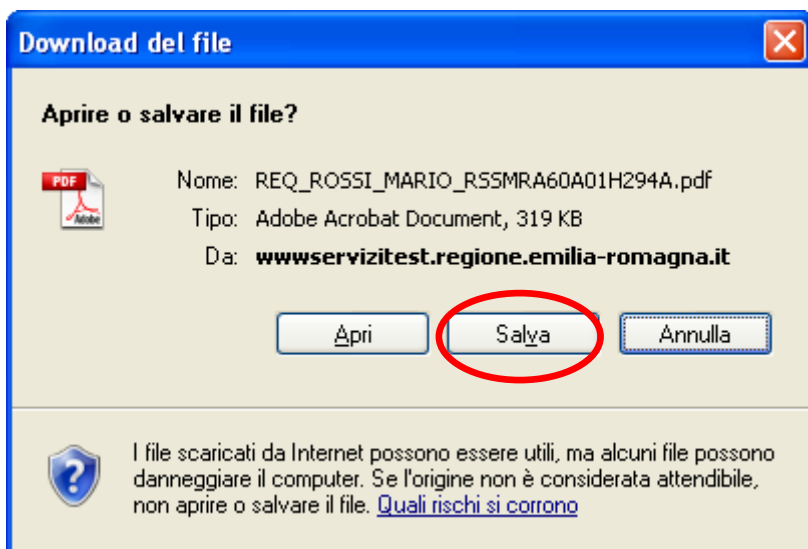 Download del file
Aprire o salvare il file?
PDF
Adobe
Nome: REQ_ROSSI_MARIO_RSSMRA60A01H294A.pdf
Tipo: Adobe Acrobat Document, 319 KB
Da: wwwservizitest.regione.emilia-romagna.it
Apri Salva Annulla
I file scaricati da Internet possono essere utili, ma alcuni file possono
danneggiare il computer. Se l'origine non è considerata attendibile,
non aprire o salvare il file. Quali rischi si corrono